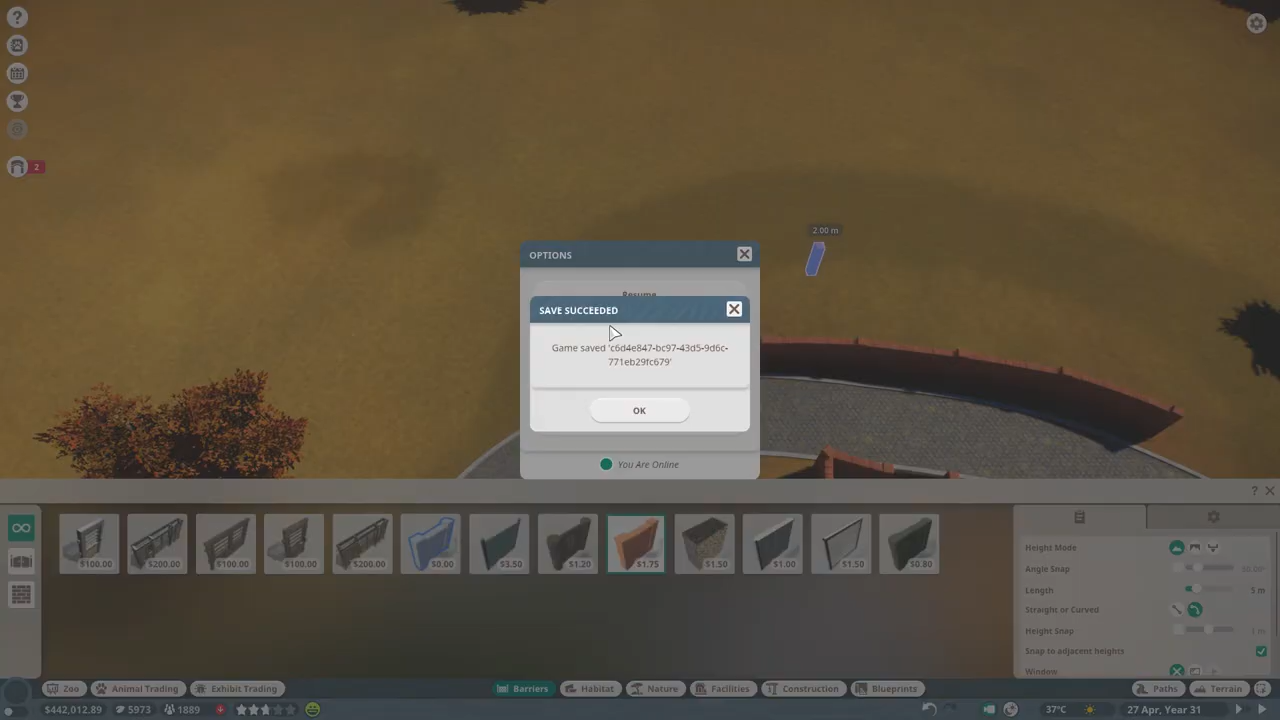 ?
2
2.00 m
OPTIONS
Resume
SAVE SUCCEEDED
Game saved 'c6d4e847-bc97-43d5-9d6c-
771eb29fc679'
OK
You Are Online
?
$100.00 $200.00 $100.00 $100.00 $200.00 $0.00 $3.50 $1.20 $1.75 $1.50 $1.00 $1.50 $0.80
Height Mode
Angle Snap
Length 5 m
Straight or Curved
Height Snap 1 m
Snap to adjacent heights
Window
Zoo Animal Trading Exhibit Trading Barriers Habitat Nature Facilities Construction Blueprints Paths Terrain
$442,012.89 5973 1889 37°C 27 Apr, Year 31